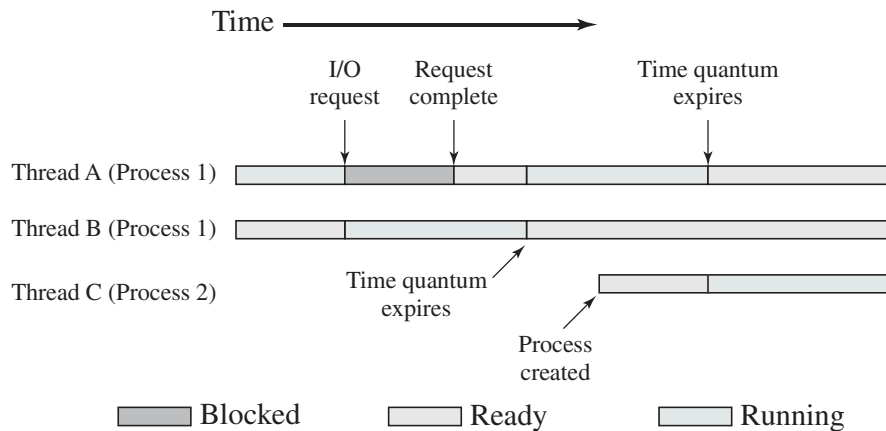 Time
I/O
request
Request
complete
Time quantum
expires
Thread A (Process 1)
Thread B (Process 1)
Time quantum
expires
Thread C (Process 2)
Process
created
Blocked
Ready
Running